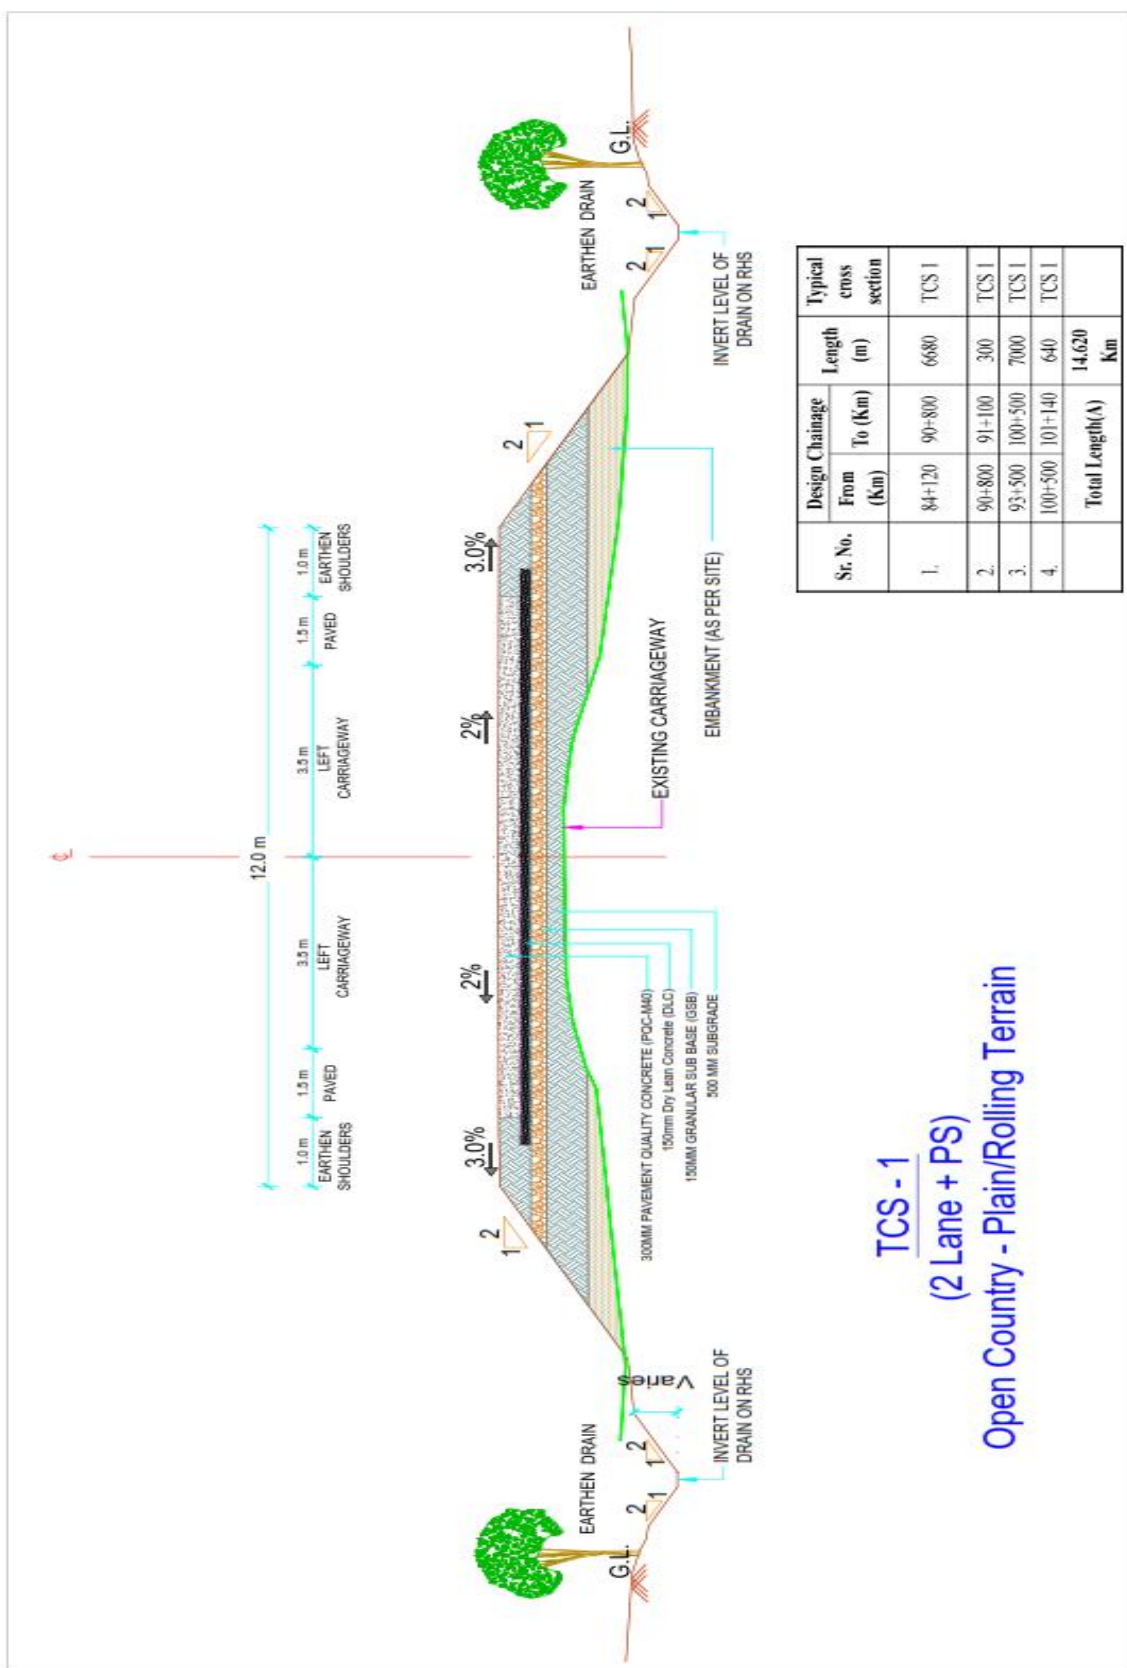 ℄
12.0 m
1.0 m
1.5 m
3.5 m
3.5 m
1.5 m
1.0 m
EARTHEN
SHOULDERS
PAVED
LEFT
CARRIAGEWAY
LEFT
CARRIAGEWAY
PAVED
EARTHEN
SHOULDERS
3.0%
2%
2%
3.0%
2
1
2
1
EARTHEN DRAIN
G.L.
2
1
2
1
Varies
INVERT LEVEL OF
DRAIN ON RHS
EARTHEN DRAIN
G.L.
2
1
2
1
INVERT LEVEL OF
DRAIN ON RHS
300MM PAVEMENT QUALITY CONCRETE (PQC-M40)
150mm Dry Lean Concrete (DLC)
150MM GRANULAR SUB BASE (GSB)
500 MM SUBGRADE
EXISTING CARRIAGEWAY
EMBANKMENT (AS PER SITE)
TCS - 1
(2 Lane + PS)
Open Country - Plain/Rolling Terrain
Sr. No. Design Chainage Length (m) Typical cross section
From (Km) To (Km)
1. 84+120 90+800 6680 TCS 1
2. 90+800 91+100 300 TCS 1
3. 93+500 100+500 7000 TCS 1
4. 100+500 101+140 640 TCS 1
Total Length(A) 14.620 Km